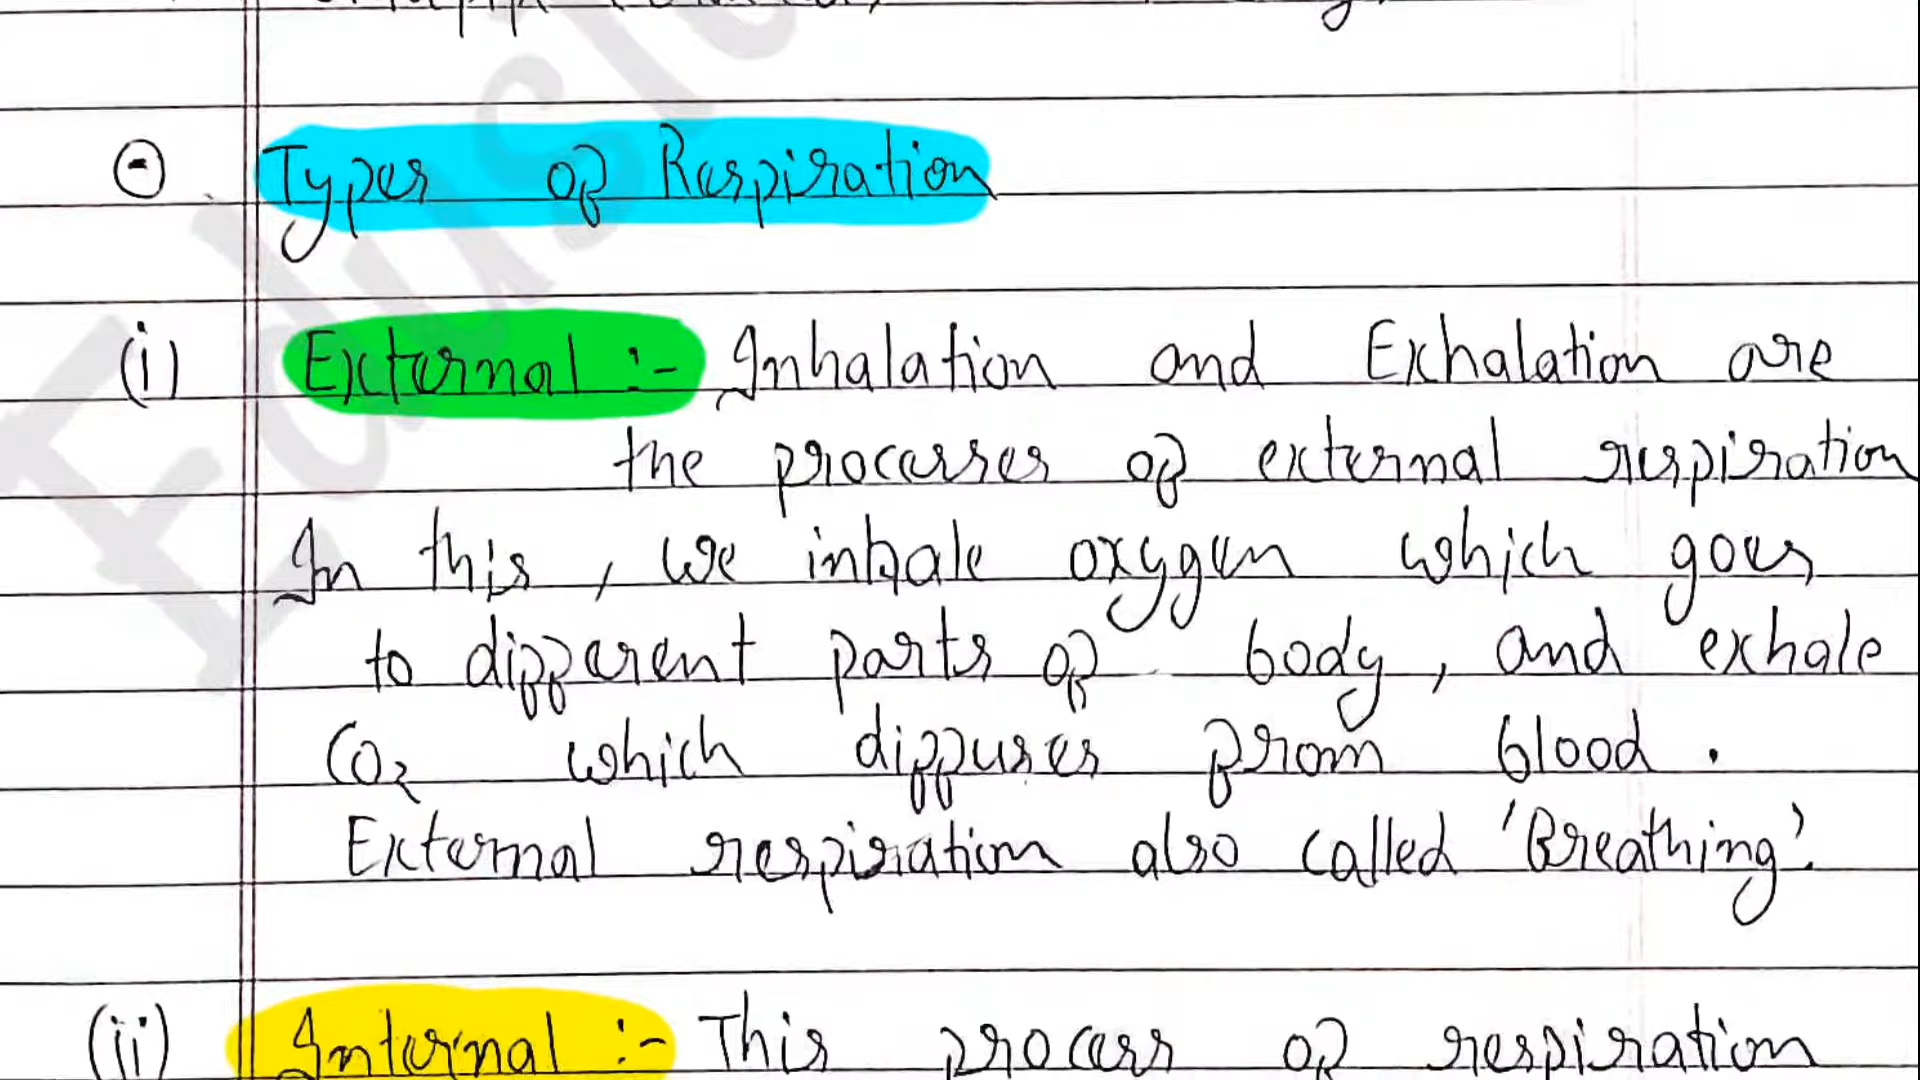 Types of Respiration
(i) External :- Inhalation and Exhalation are
the processes of external respiration
In this, we inhale oxygen which goes
to different parts of body, and exhale
CO₂ which diffuses from blood.
External respiration also called 'Breathing'.
(ii) Internal :- This process of respiration